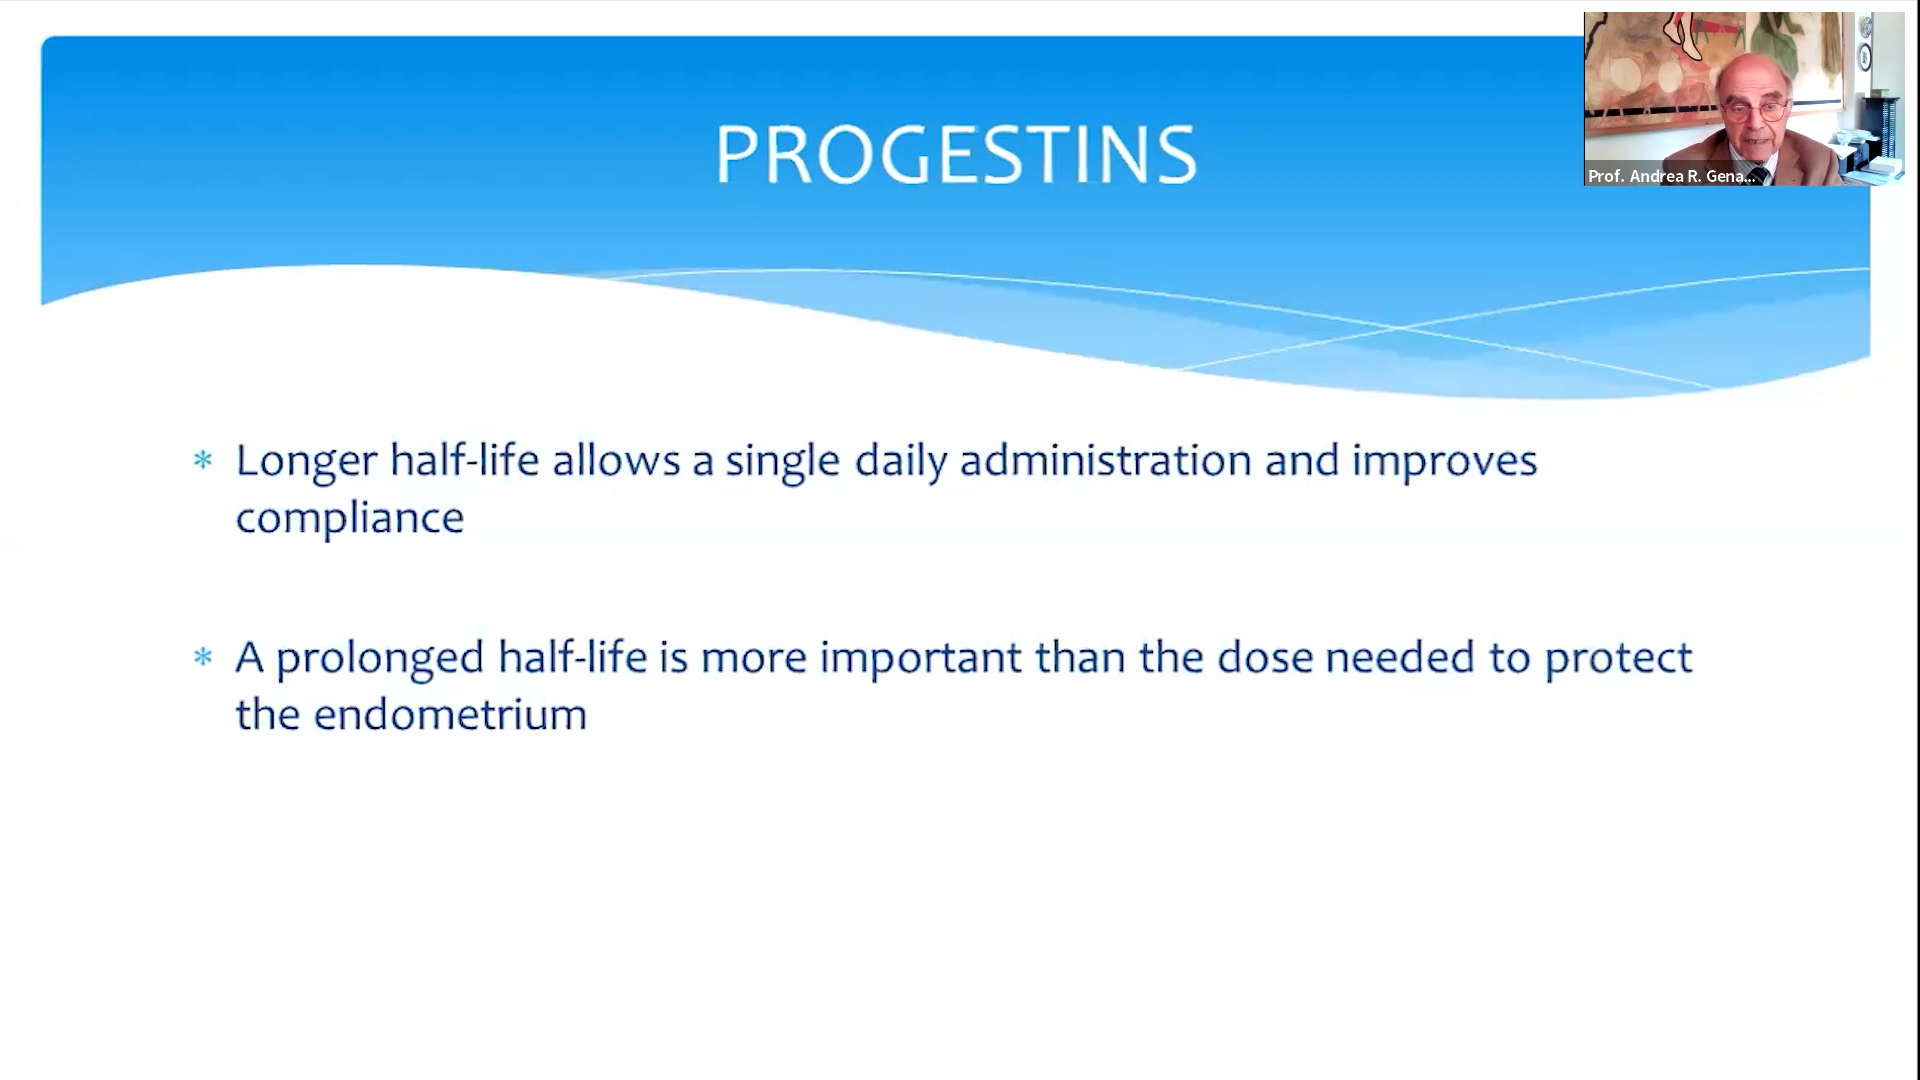 PROGESTINS
Prof. Andrea R. Gena...
* Longer half-life allows a single daily administration and improves
compliance
* A prolonged half-life is more important than the dose needed to protect
the endometrium